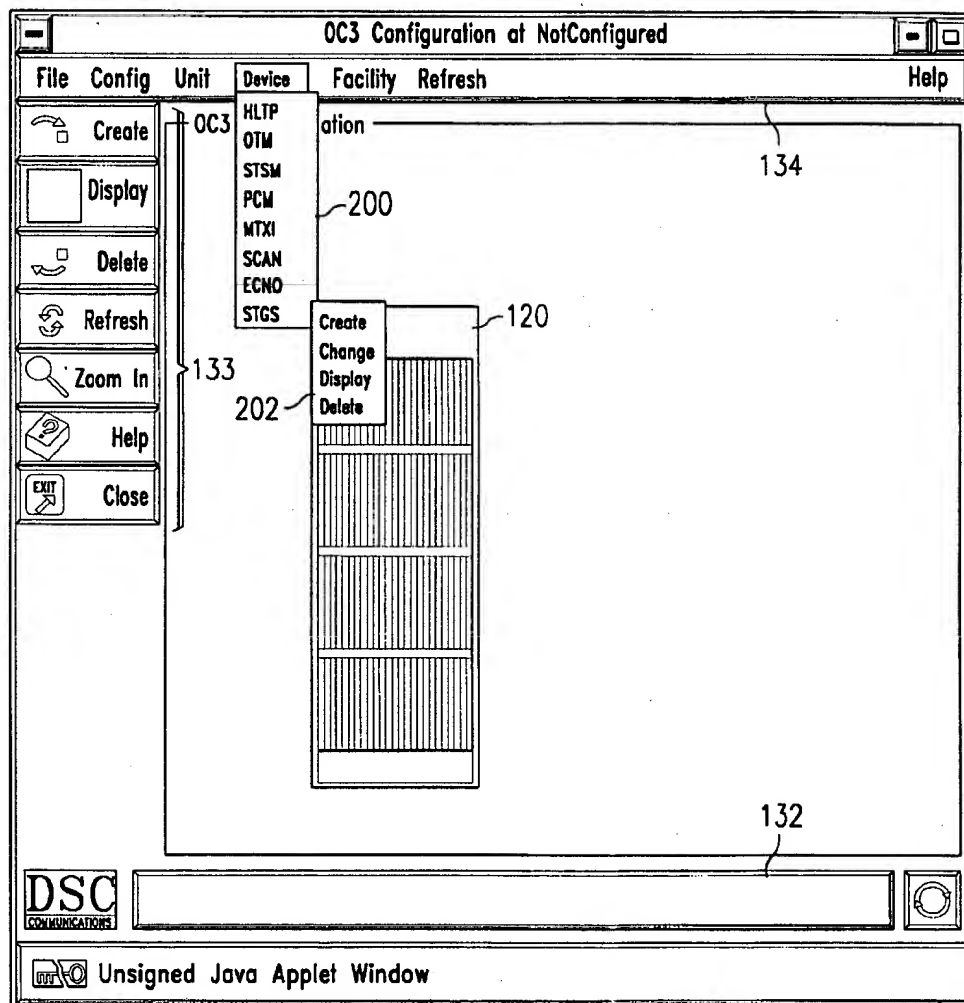 OC3 Configuration at NotConfigured
File Config Unit Device Facility Refresh Help
134
Create
Display
Delete
Refresh
Zoom In
Help
Close
EXIT
133
OC3 ation
HLTP
OTM
STSM
PCM
MTXI
SCAN
ECNO
STGS
200
Create
Change
Display
Delete
202
120
132
DSC
COMMUNICATIONS
Unsigned Java Applet Window